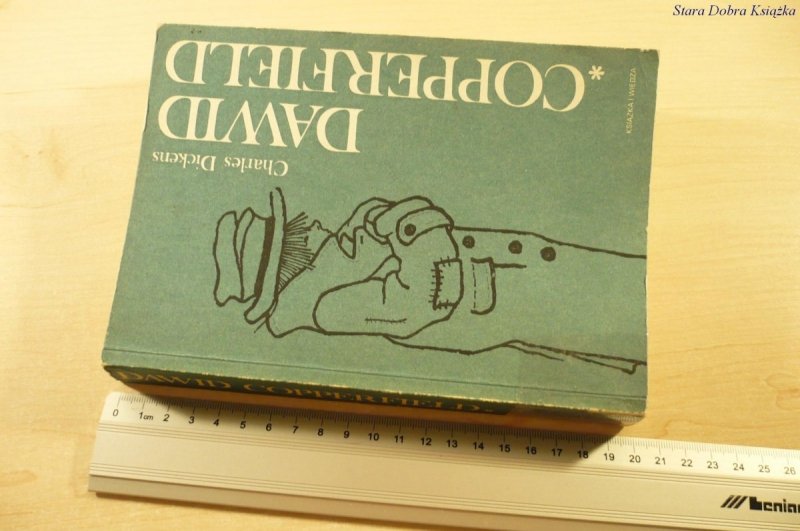 Stara Dobra Książka
Charles Dickens
DAWID
COPPERFIELD
*
KSIĄŻKA I WIEDZA
DAWID COPPERFIELD *
0 1cm 2 3 4 5 6 7 8 9 10 11 12 13 14 15 16 17 18 19 20 21 22 23 24 25 26